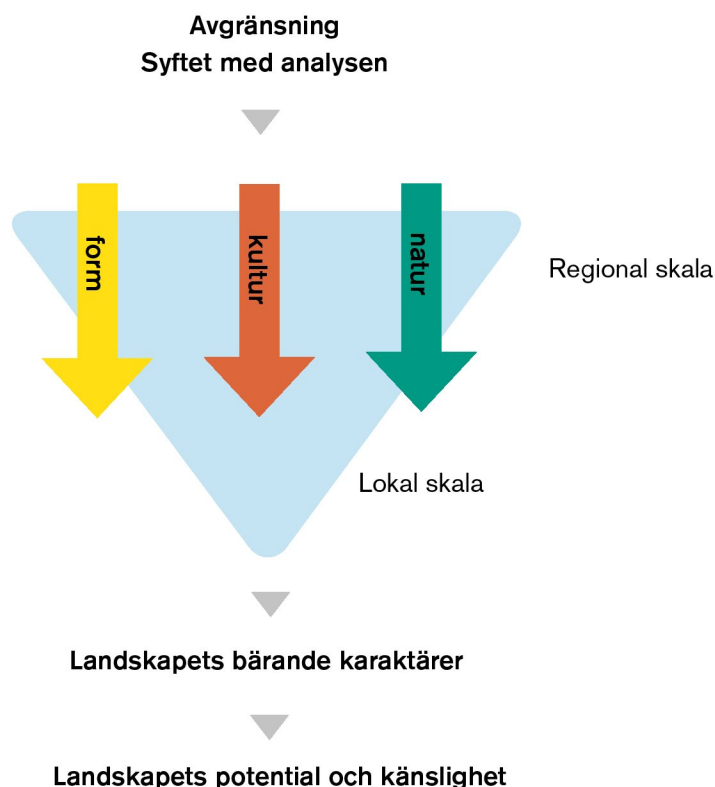 Avgränsning
Syftet med analysen
form
kultur
natur
Regional skala
Lokal skala
Landskapets bärande karaktärer
Landskapets potential och känslighet